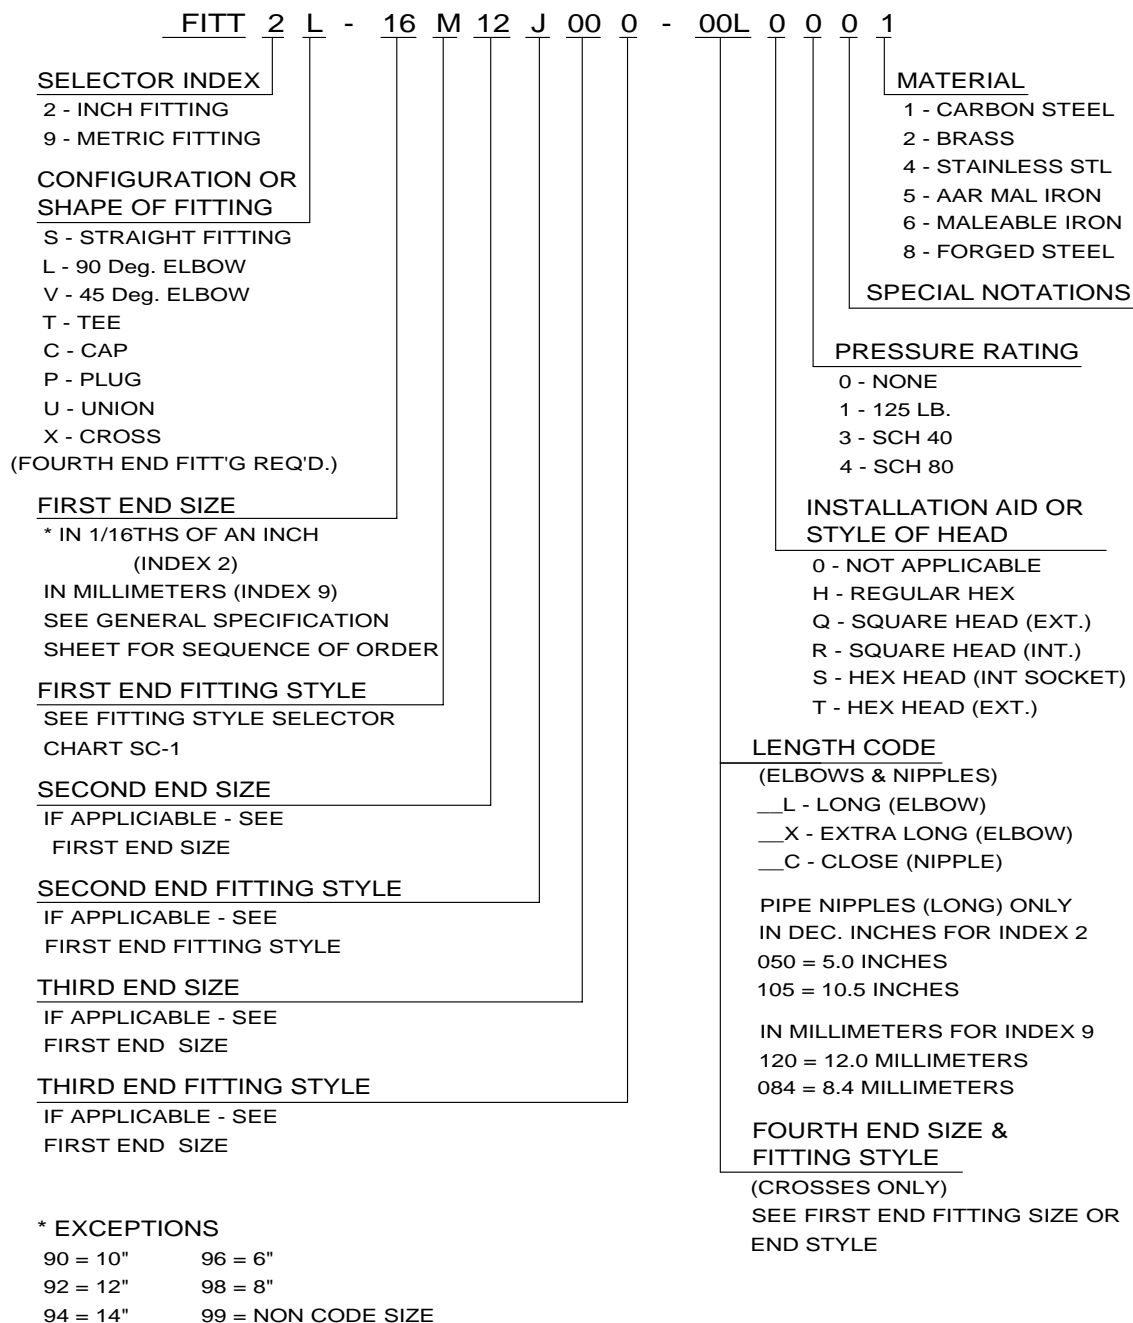 FITT 2 L - 16 M 12 J 00 0 - 00L 0 0 0 1
SELECTOR INDEX
2 - INCH FITTING
9 - METRIC FITTING
CONFIGURATION OR
SHAPE OF FITTING
S - STRAIGHT FITTING
L - 90 Deg. ELBOW
V - 45 Deg. ELBOW
T - TEE
C - CAP
P - PLUG
U - UNION
X - CROSS
(FOURTH END FITT'G REQ'D.)
FIRST END SIZE
* IN 1/16THS OF AN INCH
(INDEX 2)
IN MILLIMETERS (INDEX 9)
SEE GENERAL SPECIFICATION
SHEET FOR SEQUENCE OF ORDER
FIRST END FITTING STYLE
SEE FITTING STYLE SELECTOR
CHART SC-1
SECOND END SIZE
IF APPLICIABLE - SEE
FIRST END SIZE
SECOND END FITTING STYLE
IF APPLICABLE - SEE
FIRST END FITTING STYLE
THIRD END SIZE
IF APPLICABLE - SEE
FIRST END SIZE
THIRD END FITTING STYLE
IF APPLICABLE - SEE
FIRST END SIZE
* EXCEPTIONS
90 = 10" 96 = 6"
92 = 12" 98 = 8"
94 = 14" 99 = NON CODE SIZE
MATERIAL
1 - CARBON STEEL
2 - BRASS
4 - STAINLESS STL
5 - AAR MAL IRON
6 - MALEABLE IRON
8 - FORGED STEEL
SPECIAL NOTATIONS
PRESSURE RATING
0 - NONE
1 - 125 LB.
3 - SCH 40
4 - SCH 80
INSTALLATION AID OR
STYLE OF HEAD
0 - NOT APPLICABLE
H - REGULAR HEX
Q - SQUARE HEAD (EXT.)
R - SQUARE HEAD (INT.)
S - HEX HEAD (INT SOCKET)
T - HEX HEAD (EXT.)
LENGTH CODE
(ELBOWS & NIPPLES)
__L - LONG (ELBOW)
__X - EXTRA LONG (ELBOW)
__C - CLOSE (NIPPLE)
PIPE NIPPLES (LONG) ONLY
IN DEC. INCHES FOR INDEX 2
050 = 5.0 INCHES
105 = 10.5 INCHES
IN MILLIMETERS FOR INDEX 9
120 = 12.0 MILLIMETERS
084 = 8.4 MILLIMETERS
FOURTH END SIZE &
FITTING STYLE
(CROSSES ONLY)
SEE FIRST END FITTING SIZE OR
END STYLE